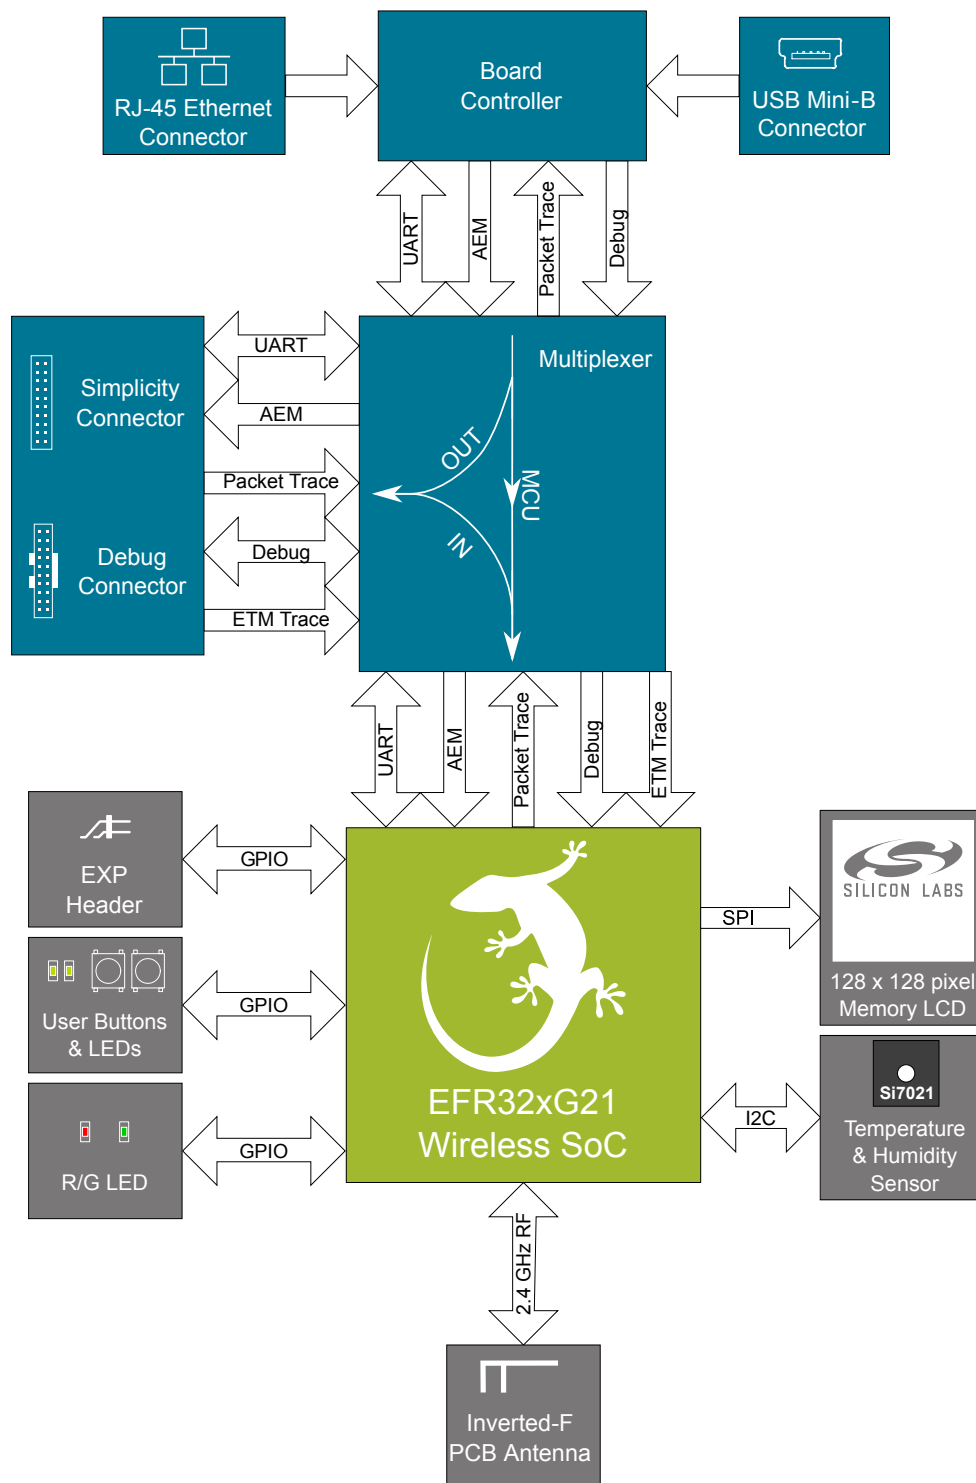 RJ-45 Ethernet
Connector
Board
Controller
USB Mini-B
Connector
UART
AEM
Packet Trace
Debug
Simplicity
Connector
Debug
Connector
UART
AEM
Packet Trace
Debug
ETM Trace
Multiplexer
OUT
MCU
IN
UART
AEM
Packet Trace
Debug
ETM Trace
EXP
Header
GPIO
User Buttons
& LEDs
GPIO
R/G LED
GPIO
EFR32xG21
Wireless SoC
SPI
SILICON LABS
128 x 128 pixel
Memory LCD
I2C
Si7021
Temperature
& Humidity
Sensor
2.4 GHz RF
Inverted-F
PCB Antenna